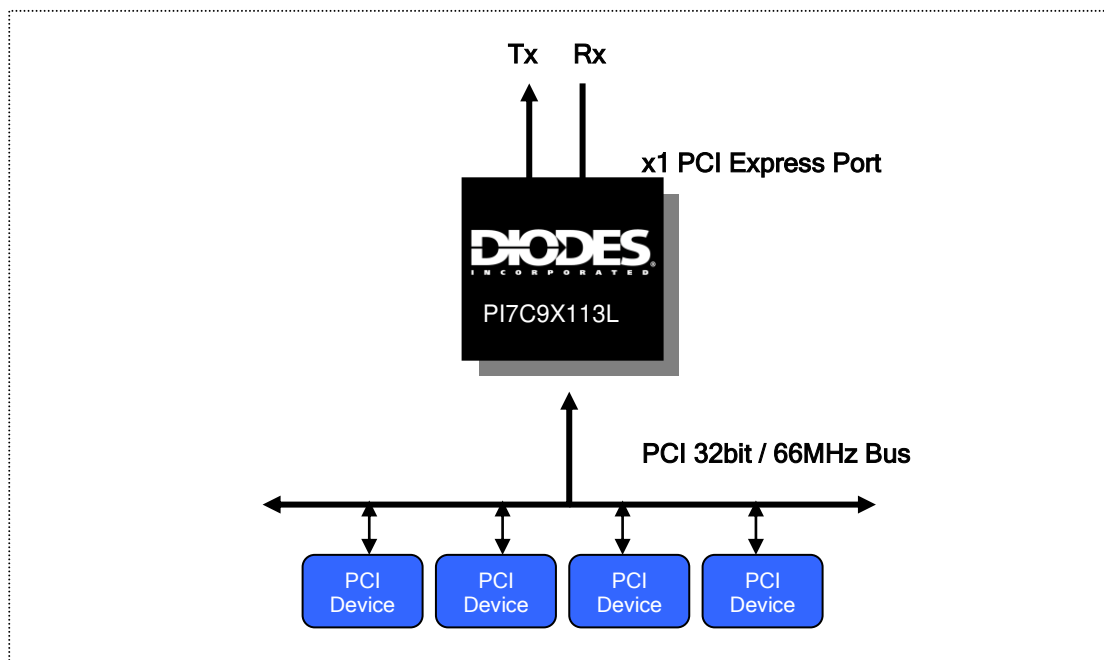 Tx Rx
x1 PCI Express Port
DIODES®
INCORPORATED
PI7C9X113L
PCI 32bit / 66MHz Bus
PCI Device
PCI Device
PCI Device
PCI Device